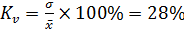 K_v = σ/x̄ × 100% = 28%